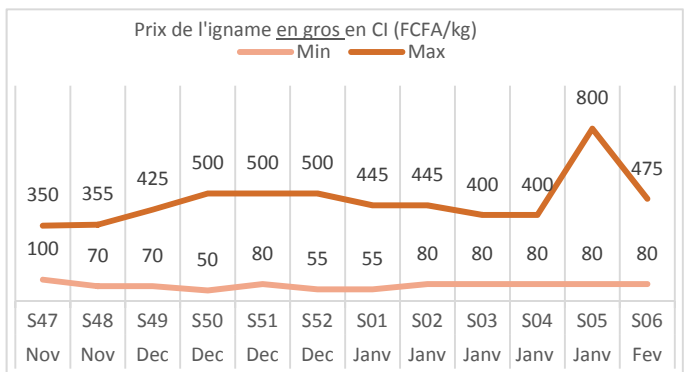 Prix de l'igname en gros en CI (FCFA/kg)
Min Max
800
500 500 500
425 445 445 475
350 355 400 400
100
70 70 50 80 55 55 80 80 80 80 80
S47 S48 S49 S50 S51 S52 S01 S02 S03 S04 S05 S06
Nov Nov Dec Dec Dec Dec Janv Janv Janv Janv Janv Fev